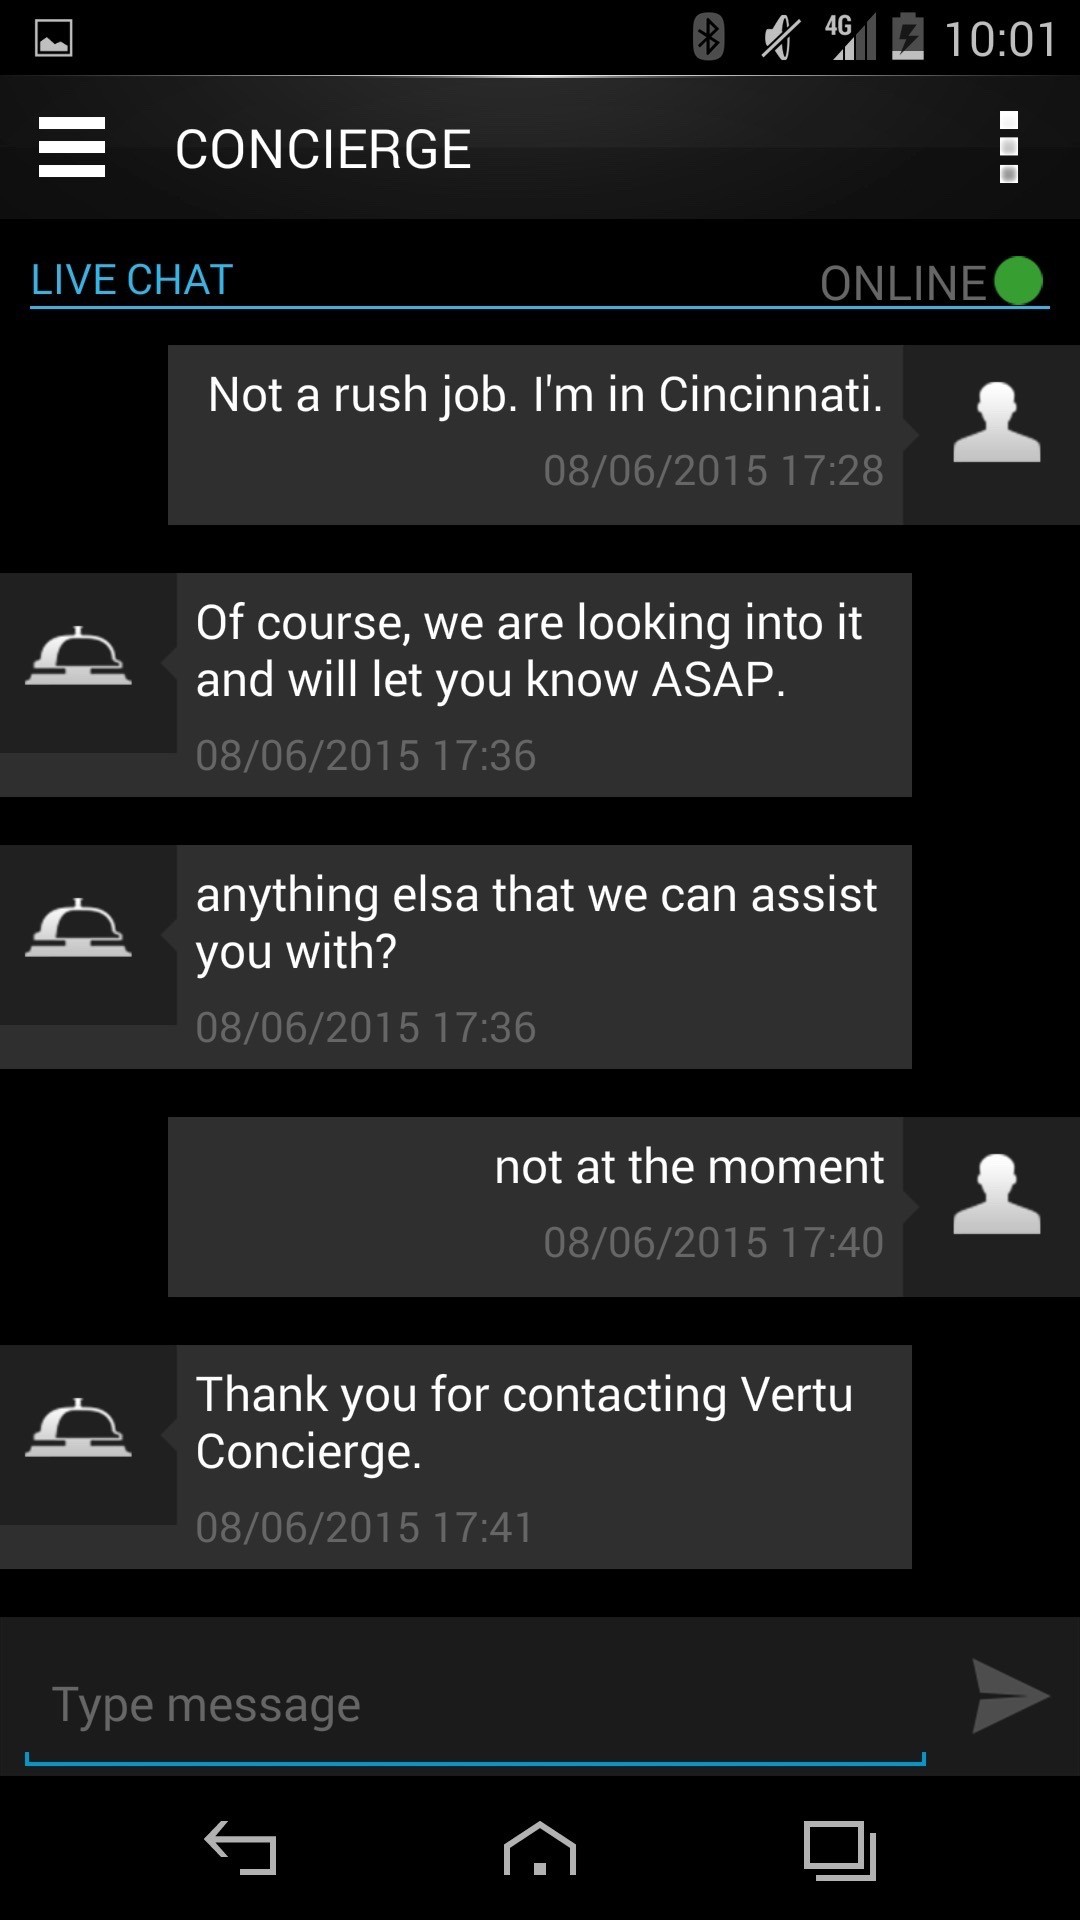 4G 10:01
CONCIERGE
LIVE CHAT ONLINE
Not a rush job. I'm in Cincinnati.
08/06/2015 17:28
Of course, we are looking into it
and will let you know ASAP.
08/06/2015 17:36
anything elsa that we can assist
you with?
08/06/2015 17:36
not at the moment
08/06/2015 17:40
Thank you for contacting Vertu
Concierge.
08/06/2015 17:41
Type message